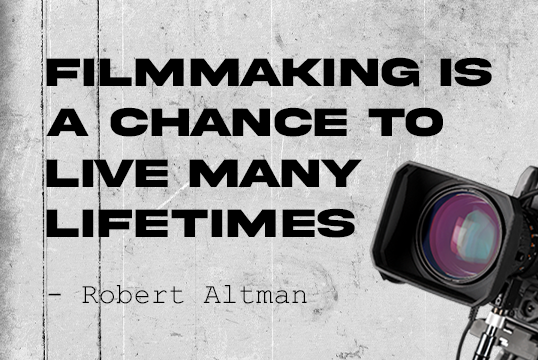 FILMMAKING IS
A CHANCE TO
LIVE MANY
LIFETIMES
- Robert Altman